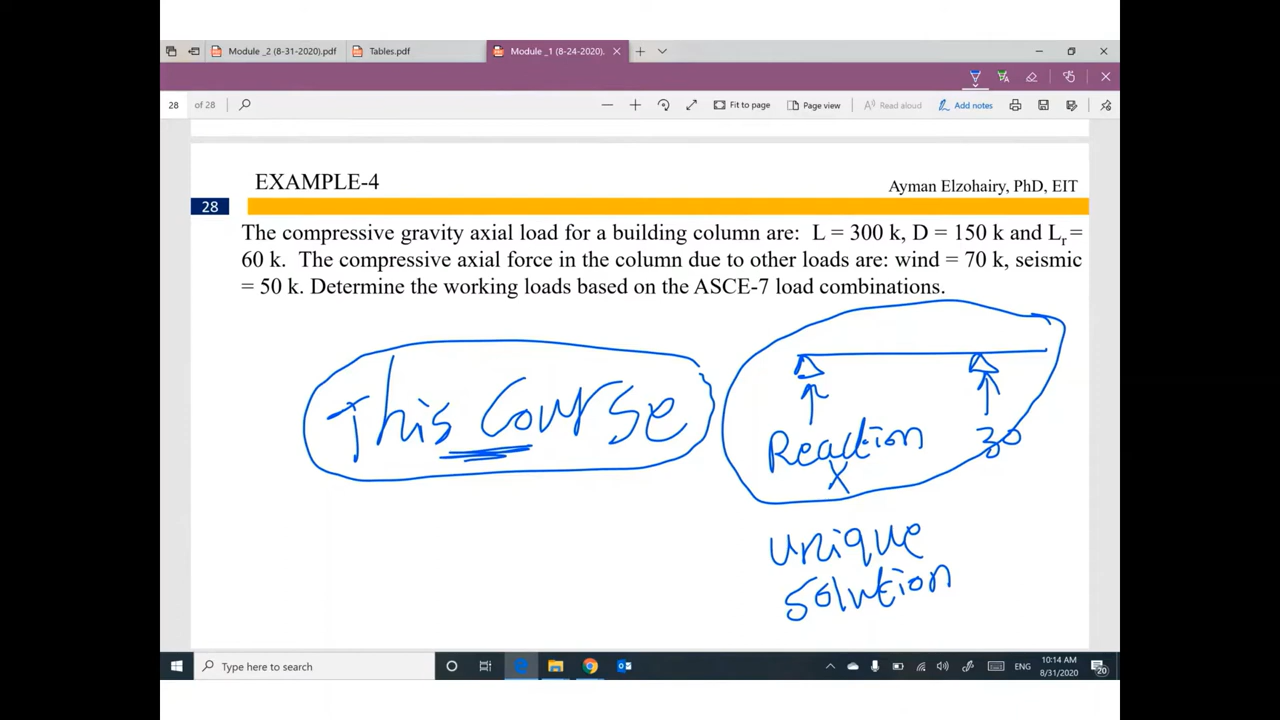 Module _2 (8-31-2020).pdf
Tables.pdf
Module _1 (8-24-2020).
28
of 28
Fit to page
Page view
Read aloud
Add notes
EXAMPLE-4
Ayman Elzohairy, PhD, EIT
28
The compressive gravity axial load for a building column are:  L = 300 k, D = 150 k and Lr =
60 k.  The compressive axial force in the column due to other loads are: wind = 70 k, seismic
= 50 k. Determine the working loads based on the ASCE-7 load combinations.
This Course
Reaction
30
X
unique
solution
Type here to search
ENG
10:14 AM
8/31/2020
20